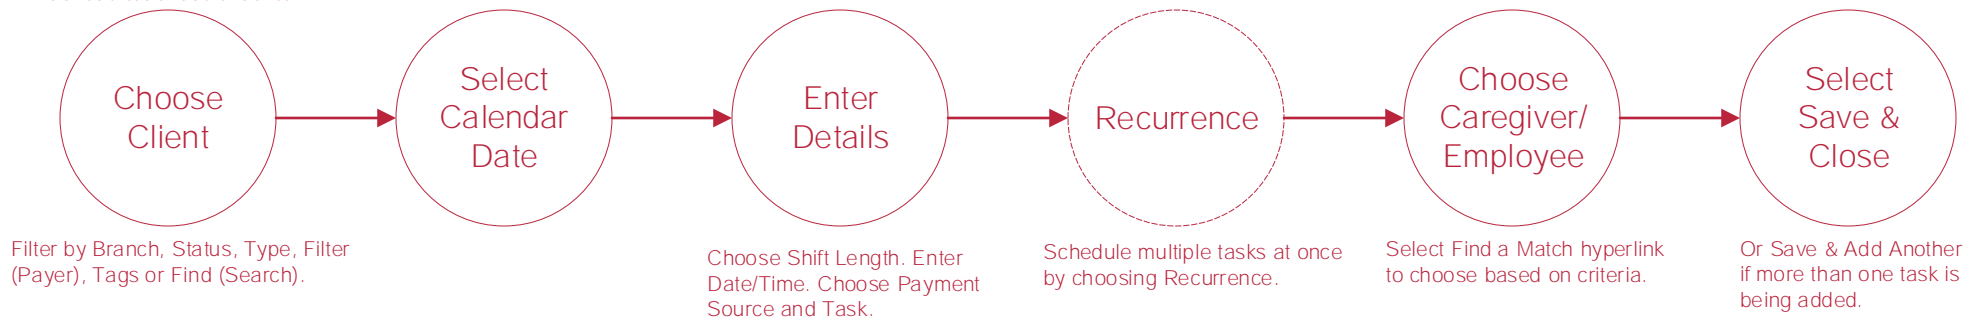 Choose
Client
Select
Calendar
Date
Enter
Details
Recurrence
Choose
Caregiver/
Employee
Select
Save &
Close
Filter by Branch, Status, Type, Filter
(Payer), Tags or Find (Search).
Choose Shift Length. Enter
Date/Time. Choose Payment
Source and Task.
Schedule multiple tasks at once
by choosing Recurrence.
Select Find a Match hyperlink
to choose based on criteria.
Or Save & Add Another
if more than one task is
being added.